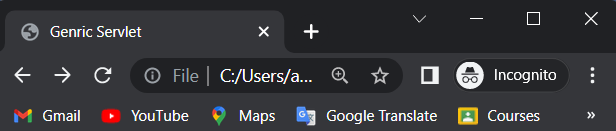 Genric Servlet
File | C:/Users/a... Incognito
Gmail YouTube Maps Google Translate Courses »